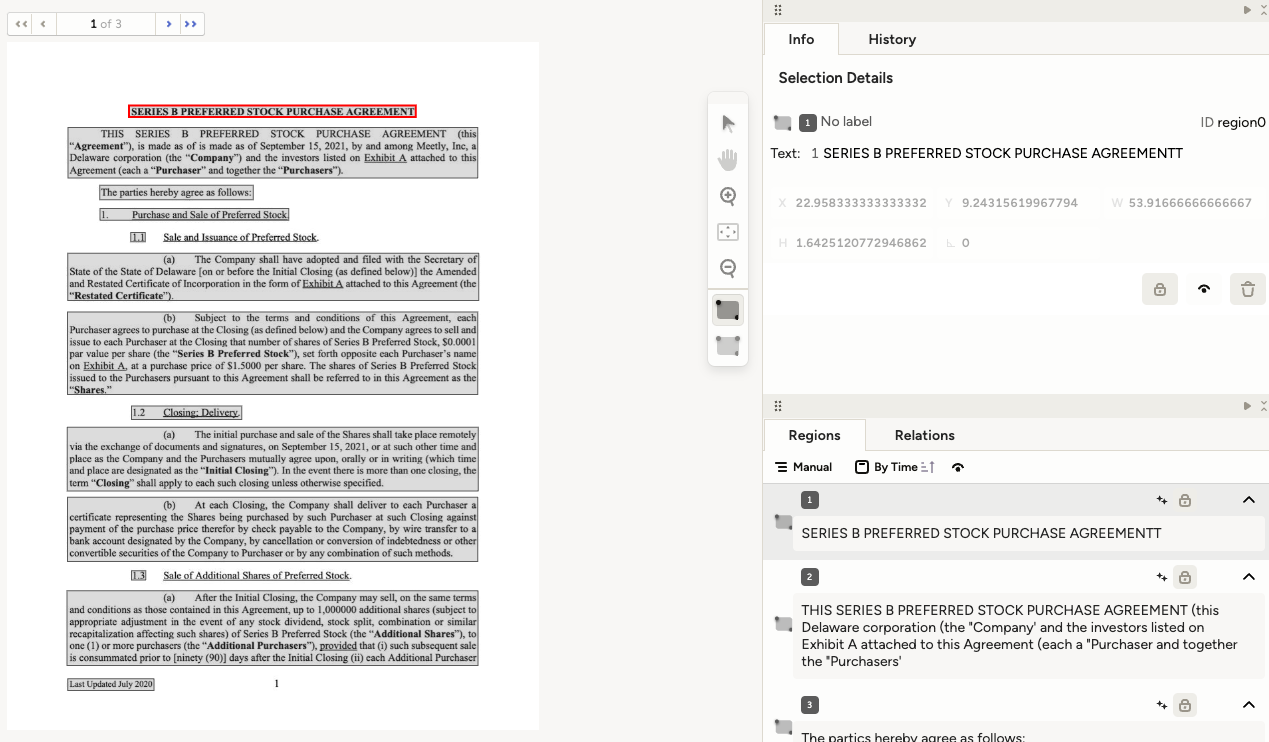 1 of 3
SERIES B PREFERRED STOCK PURCHASE AGREEMENT
THIS SERIES B PREFERRED STOCK PURCHASE AGREEMENT (this
“Agreement”), is made as of is made as of September 15, 2021, by and among Meetly, Inc, a
Delaware corporation (the “Company”) and the investors listed on Exhibit A attached to this
Agreement (each a “Purchaser” and together the “Purchasers”).
The parties hereby agree as follows:
1. Purchase and Sale of Preferred Stock.
1.1 Sale and Issuance of Preferred Stock.
(a) The Company shall have adopted and filed with the Secretary of
State of the State of Delaware [on or before the Initial Closing (as defined below)] the Amended
and Restated Certificate of Incorporation in the form of Exhibit A attached to this Agreement (the
“Restated Certificate”).
(b) Subject to the terms and conditions of this Agreement, each
Purchaser agrees to purchase at the Closing (as defined below) and the Company agrees to sell and
issue to each Purchaser at the Closing that number of shares of Series B Preferred Stock, $0.0001
par value per share (the “Series B Preferred Stock”), set forth opposite each Purchaser’s name
on Exhibit A, at a purchase price of $1.5000 per share. The shares of Series B Preferred Stock
issued to the Purchasers pursuant to this Agreement shall be referred to in this Agreement as the
“Shares.”
1.2 Closing; Delivery.
(a) The initial purchase and sale of the Shares shall take place remotely
via the exchange of documents and signatures, on September 15, 2021, or at such other time and
place as the Company and the Purchasers mutually agree upon, orally or in writing (which time
and place are designated as the “Initial Closing”). In the event there is more than one closing, the
term “Closing” shall apply to each such closing unless otherwise specified.
(b) At each Closing, the Company shall deliver to each Purchaser a
certificate representing the Shares being purchased by such Purchaser at such Closing against
payment of the purchase price therefor by check payable to the Company, by wire transfer to a
bank account designated by the Company, by cancellation or conversion of indebtedness or other
convertible securities of the Company to Purchaser or by any combination of such methods.
1.3 Sale of Additional Shares of Preferred Stock.
(a) After the Initial Closing, the Company may sell, on the same terms
and conditions as those contained in this Agreement, up to 1,000000 additional shares (subject to
appropriate adjustment in the event of any stock dividend, stock split, combination or similar
recapitalization affecting such shares) of Series B Preferred Stock (the “Additional Shares”), to
one (1) or more purchasers (the “Additional Purchasers”), provided that (i) such subsequent sale
is consummated prior to [ninety (90)] days after the Initial Closing (ii) each Additional Purchaser
Last Updated July 2020 1
Info History
Selection Details
1 No label ID region0
Text: 1 SERIES B PREFERRED STOCK PURCHASE AGREEMENTT
X 22.958333333333332 Y 9.24315619967794 W 53.91666666666667
H 1.6425120772946862 0
Regions Relations
Manual By Time
1
SERIES B PREFERRED STOCK PURCHASE AGREEMENTT
2
THIS SERIES B PREFERRED STOCK PURCHASE AGREEMENT (this
Delaware corporation (the "Company' and the investors listed on
Exhibit A attached to this Agreement (each a "Purchaser and together
the "Purchasers'
3
The partics hereby agree as follows: